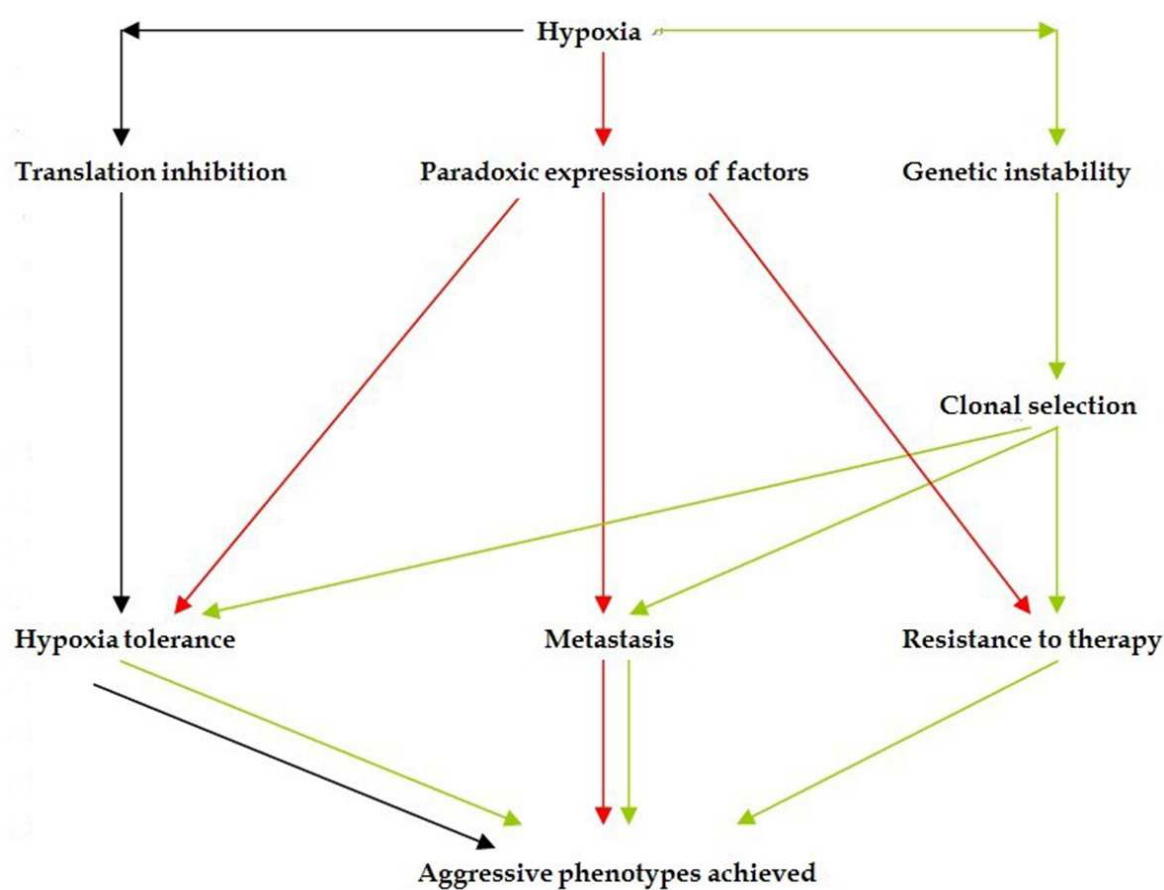 Hypoxia
Translation inhibition
Paradoxic expressions of factors
Genetic instability
Clonal selection
Hypoxia tolerance
Metastasis
Resistance to therapy
Aggressive phenotypes achieved